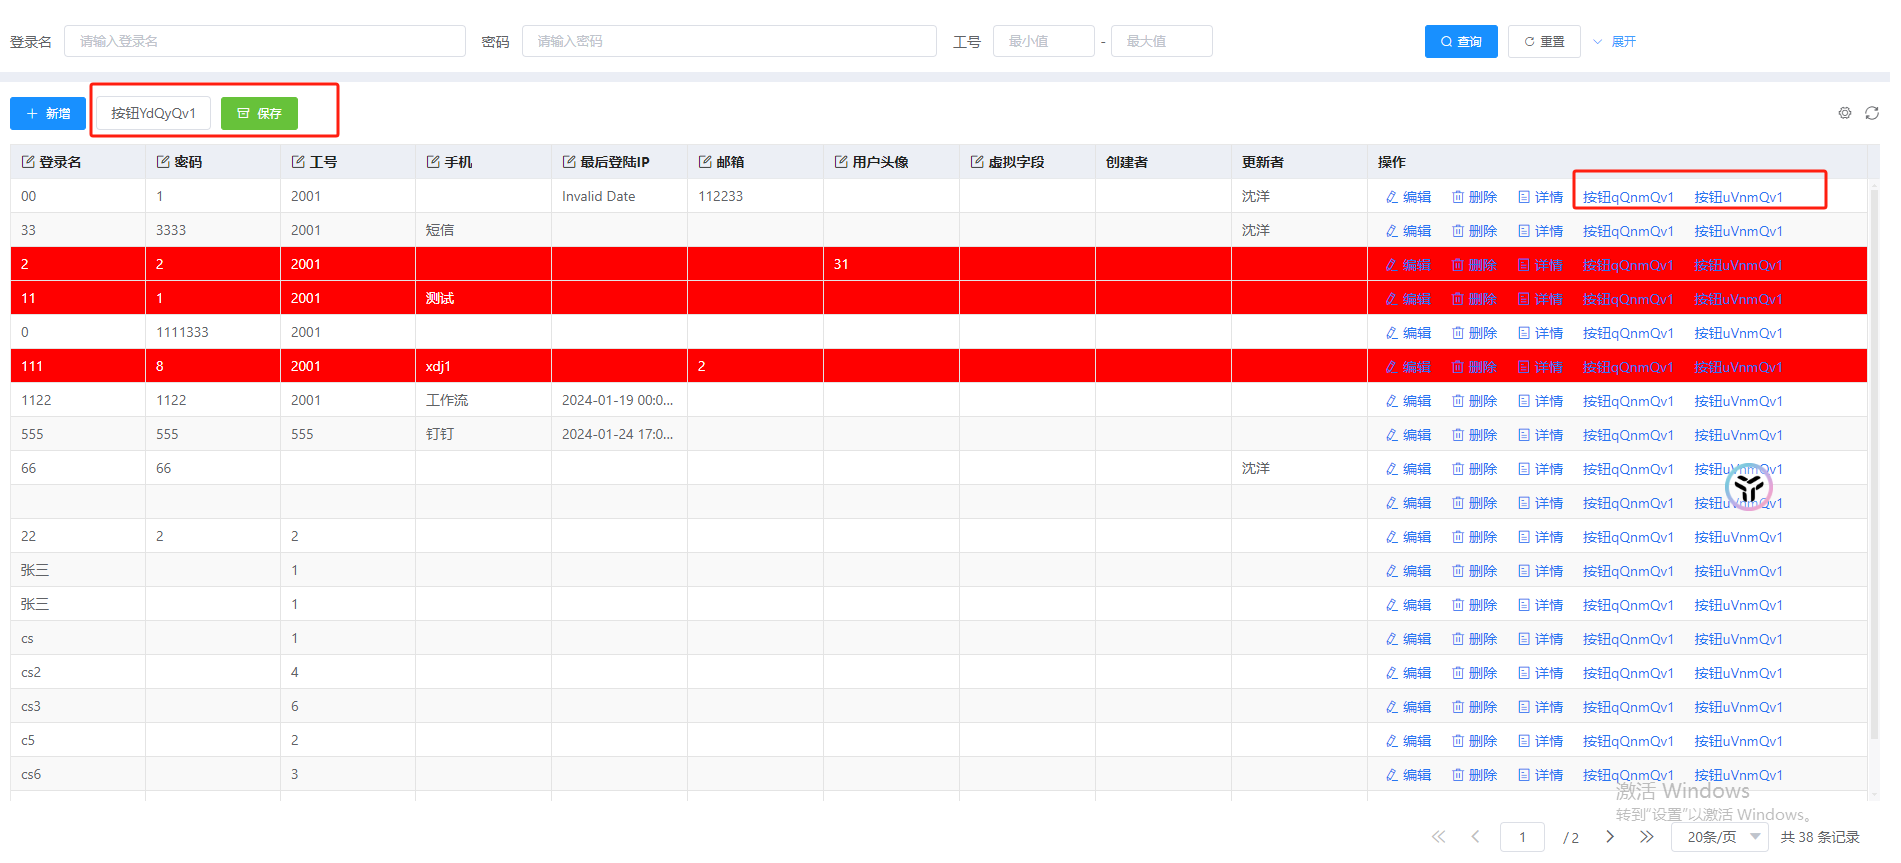 登录名 请输入登录名 密码 请输入密码 工号 最小值 - 最大值 查询 重置 展开
新增 按钮YdQyQv1 保存
登录名 密码 工号 手机 最后登陆IP 邮箱 用户头像 虚拟字段 创建者 更新者 操作
00 1 2001 Invalid Date 112233 沈洋 编辑 删除 详情 按钮qQnmQv1 按钮uVnmQv1
33 3333 2001 短信 沈洋 编辑 删除 详情 按钮qQnmQv1 按钮uVnmQv1
2 2 2001 31 编辑 删除 详情 按钮qQnmQv1 按钮uVnmQv1
11 1 2001 测试 编辑 删除 详情 按钮qQnmQv1 按钮uVnmQv1
0 1111333 2001 编辑 删除 详情 按钮qQnmQv1 按钮uVnmQv1
111 8 2001 xdj1 2 编辑 删除 详情 按钮qQnmQv1 按钮uVnmQv1
1122 1122 2001 工作流 2024-01-19 00:0... 编辑 删除 详情 按钮qQnmQv1 按钮uVnmQv1
555 555 555 钉钉 2024-01-24 17:0... 编辑 删除 详情 按钮qQnmQv1 按钮uVnmQv1
66 66 沈洋 编辑 删除 详情 按钮qQnmQv1 按钮uVnmQv1
编辑 删除 详情 按钮qQnmQv1 按钮uVnmQv1
22 2 2 编辑 删除 详情 按钮qQnmQv1 按钮uVnmQv1
张三 1 编辑 删除 详情 按钮qQnmQv1 按钮uVnmQv1
张三 1 编辑 删除 详情 按钮qQnmQv1 按钮uVnmQv1
cs 1 编辑 删除 详情 按钮qQnmQv1 按钮uVnmQv1
cs2 4 编辑 删除 详情 按钮qQnmQv1 按钮uVnmQv1
cs3 6 编辑 删除 详情 按钮qQnmQv1 按钮uVnmQv1
c5 2 编辑 删除 详情 按钮qQnmQv1 按钮uVnmQv1
cs6 3 编辑 删除 详情 按钮qQnmQv1 按钮uVnmQv1
激活 Windows
转到“设置”以激活 Windows。
1 / 2 20条/页 共 38 条记录